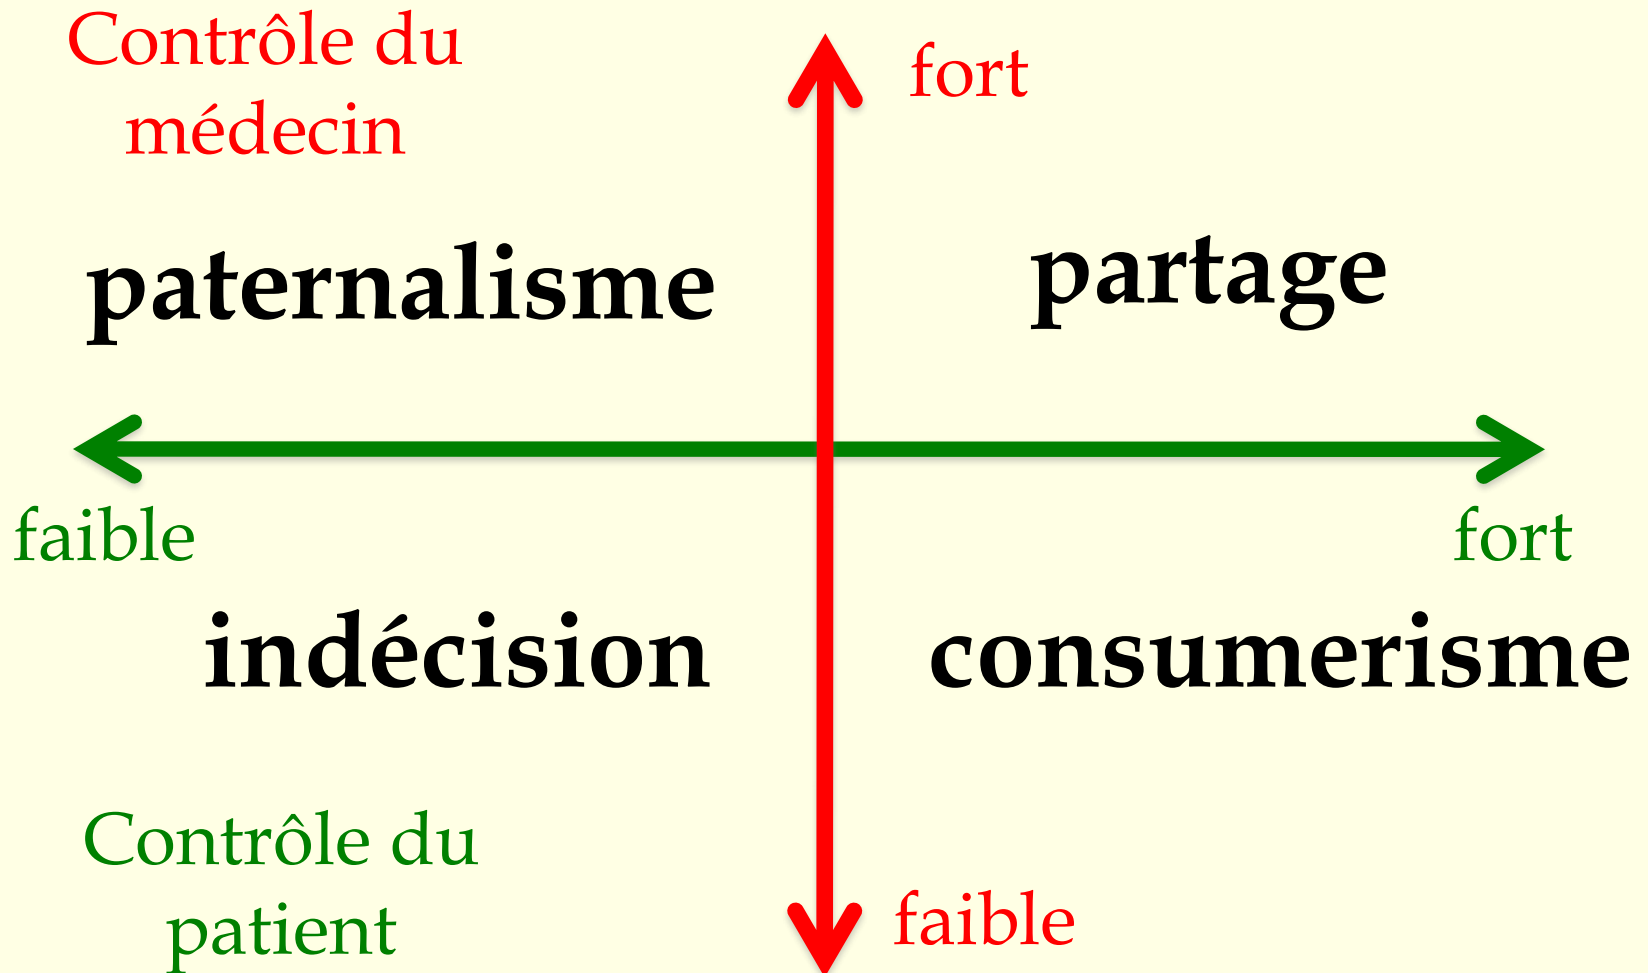 Contrôle du
médecin
fort
paternalisme
partage
faible
fort
indécision
consumerisme
Contrôle du
patient
faible